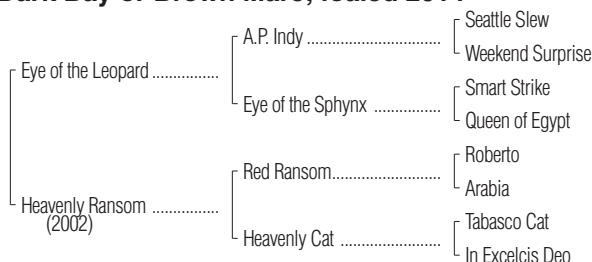 Dark Bay or Brown Mare; foaled
Seattle Slew
A.P. Indy ..................................
Weekend Surprise
Eye of the Leopard .................
Smart Strike
Eye of the Sphynx .................
Queen of Egypt
Roberto
Red Ransom...........................
Arabia
Heavenly Ransom .................
(2002)
Tabasco Cat
Heavenly Cat .........................
In Excelcis Deo